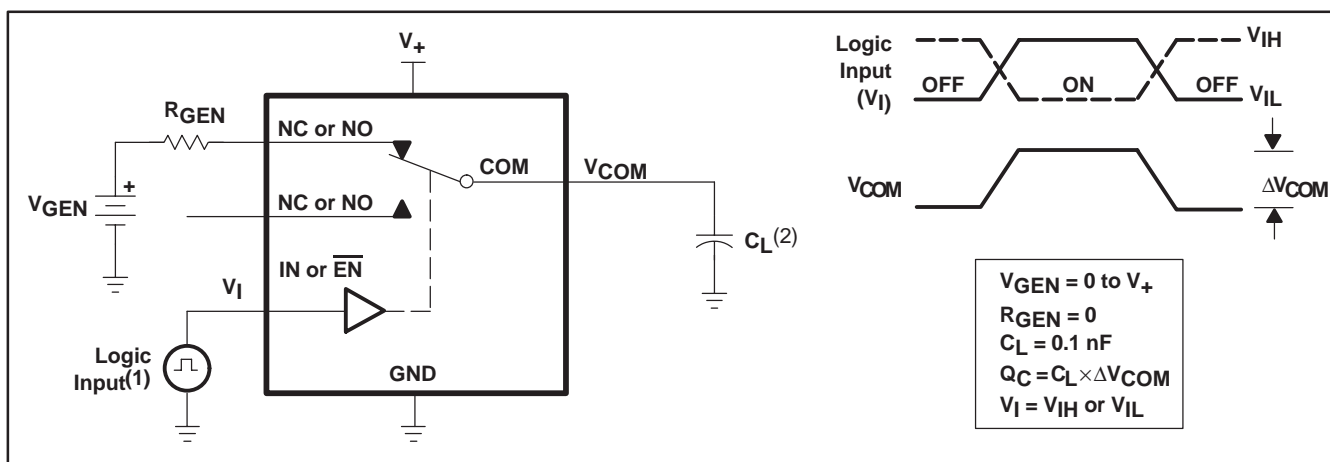 V+
RGEN
NC or NO
COM
VCOM
VGEN
+
NC or NO
CL(2)
IN or E̅N̅
VI
Logic
Input(1)
GND
Logic
Input
(VI)
OFF
ON
OFF
VIH
VIL
VCOM
ΔVCOM
VGEN = 0 to V+
RGEN = 0
CL = 0.1 nF
QC = CL × ΔVCOM
VI = VIH or VIL